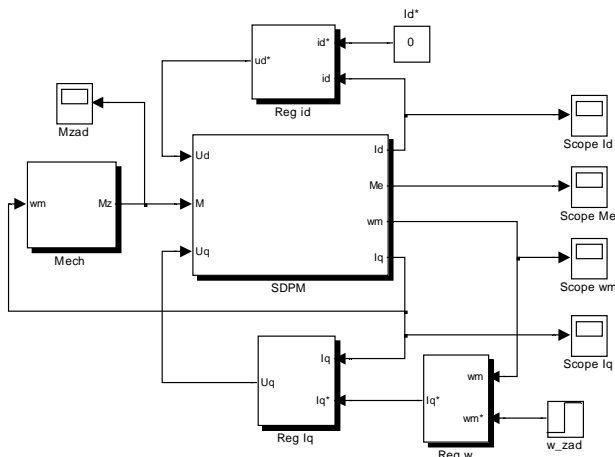 Id*
0
id*
ud*
id
Reg id
Mzad
Scope Id
Ud
Id
Me
Scope Me
wm
Mz
M
wm
Mech
Uq
Iq
SDPM
Scope wm
Iq
Uq
Iq*
Reg Iq
Scope Iq
wm
Iq*
wm*
Reg w
w_zad